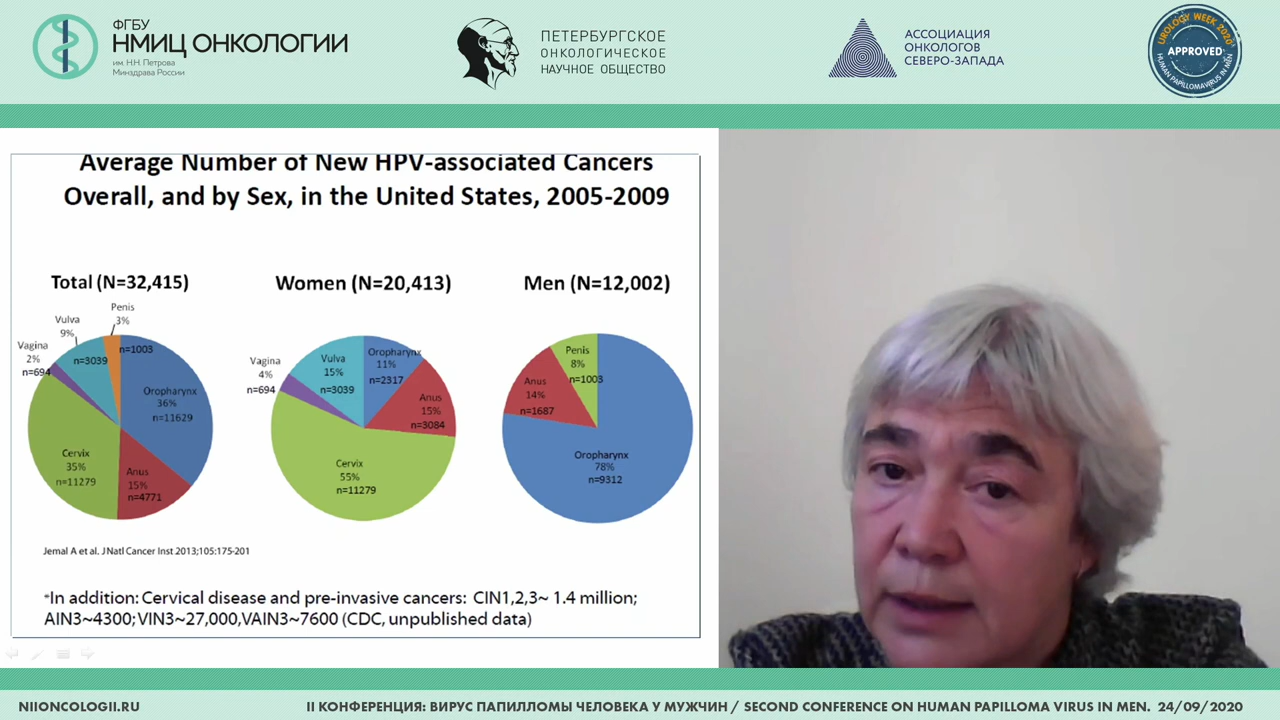 ФГБУ
НМИЦ ОНКОЛОГИИ
им. Н.Н. Петрова
Минздрава России
ПЕТЕРБУРГСКОЕ
ОНКОЛОГИЧЕСКОЕ
НАУЧНОЕ ОБЩЕСТВО
АССОЦИАЦИЯ
ОНКОЛОГОВ
СЕВЕРО-ЗАПАДА
UROLOGY WEEK 2020
APPROVED
HUMAN PAPILLOMAVIRUS IN MEN
Average Number of New HPV-associated Cancers
Overall, and by Sex, in the United States, 2005-2009
Total (N=32,415)
Penis
3%
n=1003
Vulva
9%
n=3039
Vagina
2%
n=694
Oropharynx
36%
n=11629
Cervix
35%
n=11279
Anus
15%
n=4771
Women (N=20,413)
Vagina
4%
n=694
Vulva
15%
n=3039
Oropharynx
11%
n=2317
Anus
15%
n=3084
Cervix
55%
n=11279
Men (N=12,002)
Penis
8%
n=1003
Anus
14%
n=1687
Oropharynx
78%
n=9312
Jemal A et al. J Natl Cancer Inst 2013;105:175-201
*In addition: Cervical disease and pre-invasive cancers: CIN1,2,3~ 1.4 million;
AIN3~4300; VIN3~27,000,VAIN3~7600 (CDC, unpublished data)
NIIONCOLOGII.RU
II КОНФЕРЕНЦИЯ: ВИРУС ПАПИЛЛОМЫ ЧЕЛОВЕКА У МУЖЧИН / SECOND CONFERENCE ON HUMAN PAPILLOMA VIRUS IN MEN. 24/09/2020